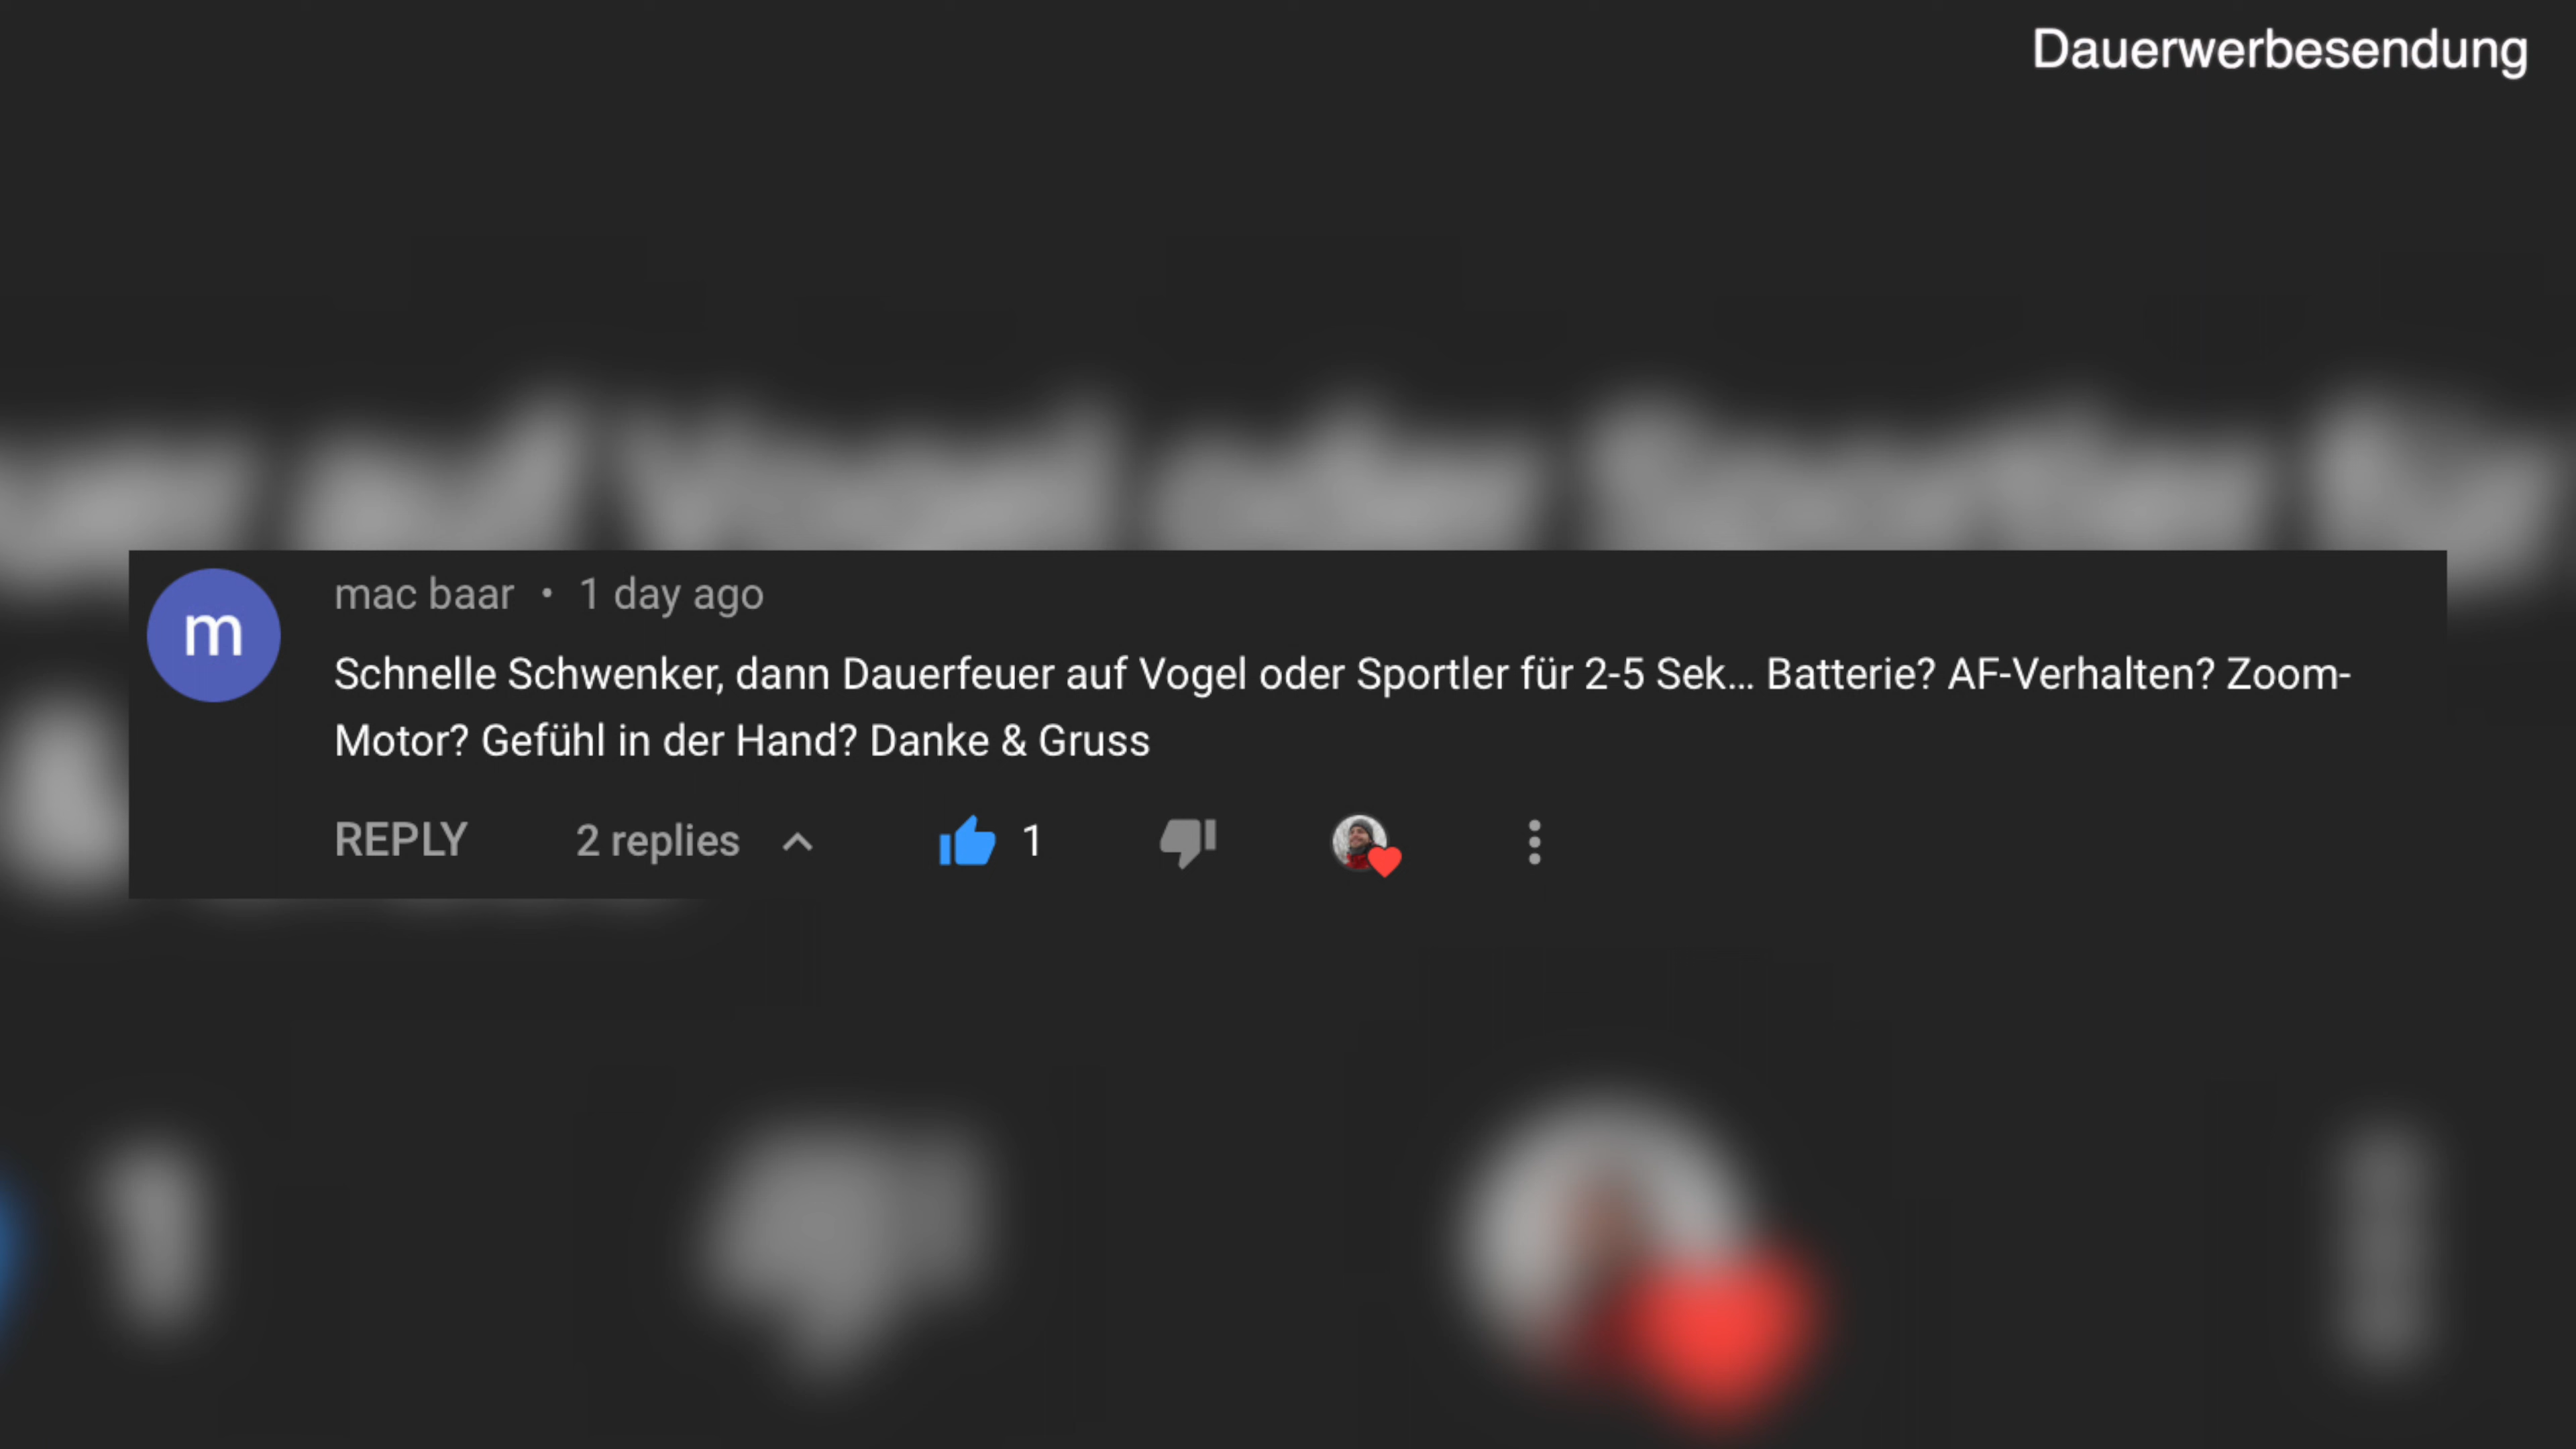 Dauerwerbesendung
m
mac baar • 1 day ago
Schnelle Schwenker, dann Dauerfeuer auf Vogel oder Sportler für 2-5 Sek... Batterie? AF-Verhalten? Zoom-
Motor? Gefühl in der Hand? Danke & Gruss
REPLY 2 replies 1